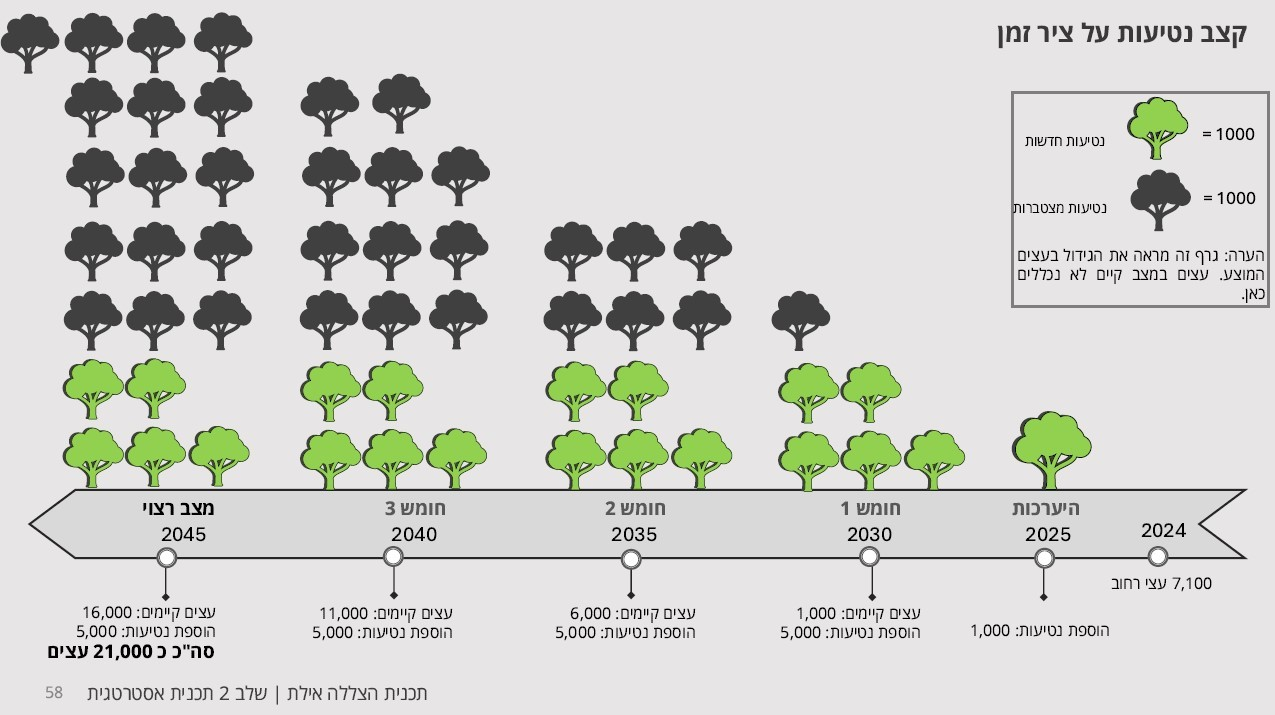 קצב נטיעות על ציר זמן
= 1000
נטיעות חדשות
= 1000
נטיעות מצטברות
הערה: גרף זה מראה את הגידול בעצים
המוצע. עצים במצב קיים לא נכללים
כאן.
2024
7,100 עצי רחוב
היערכות
2025
הוספת נטיעות: 1,000
חומש 1
2030
עצים קיימים: 1,000
הוספת נטיעות: 5,000
חומש 2
2035
עצים קיימים: 6,000
הוספת נטיעות: 5,000
חומש 3
2040
עצים קיימים: 11,000
הוספת נטיעות: 5,000
מצב רצוי
2045
עצים קיימים: 16,000
הוספת נטיעות: 5,000
סה"כ כ 21,000 עצים
תכנית הצללה אילת | שלב 2 תכנית אסטרטגית 58